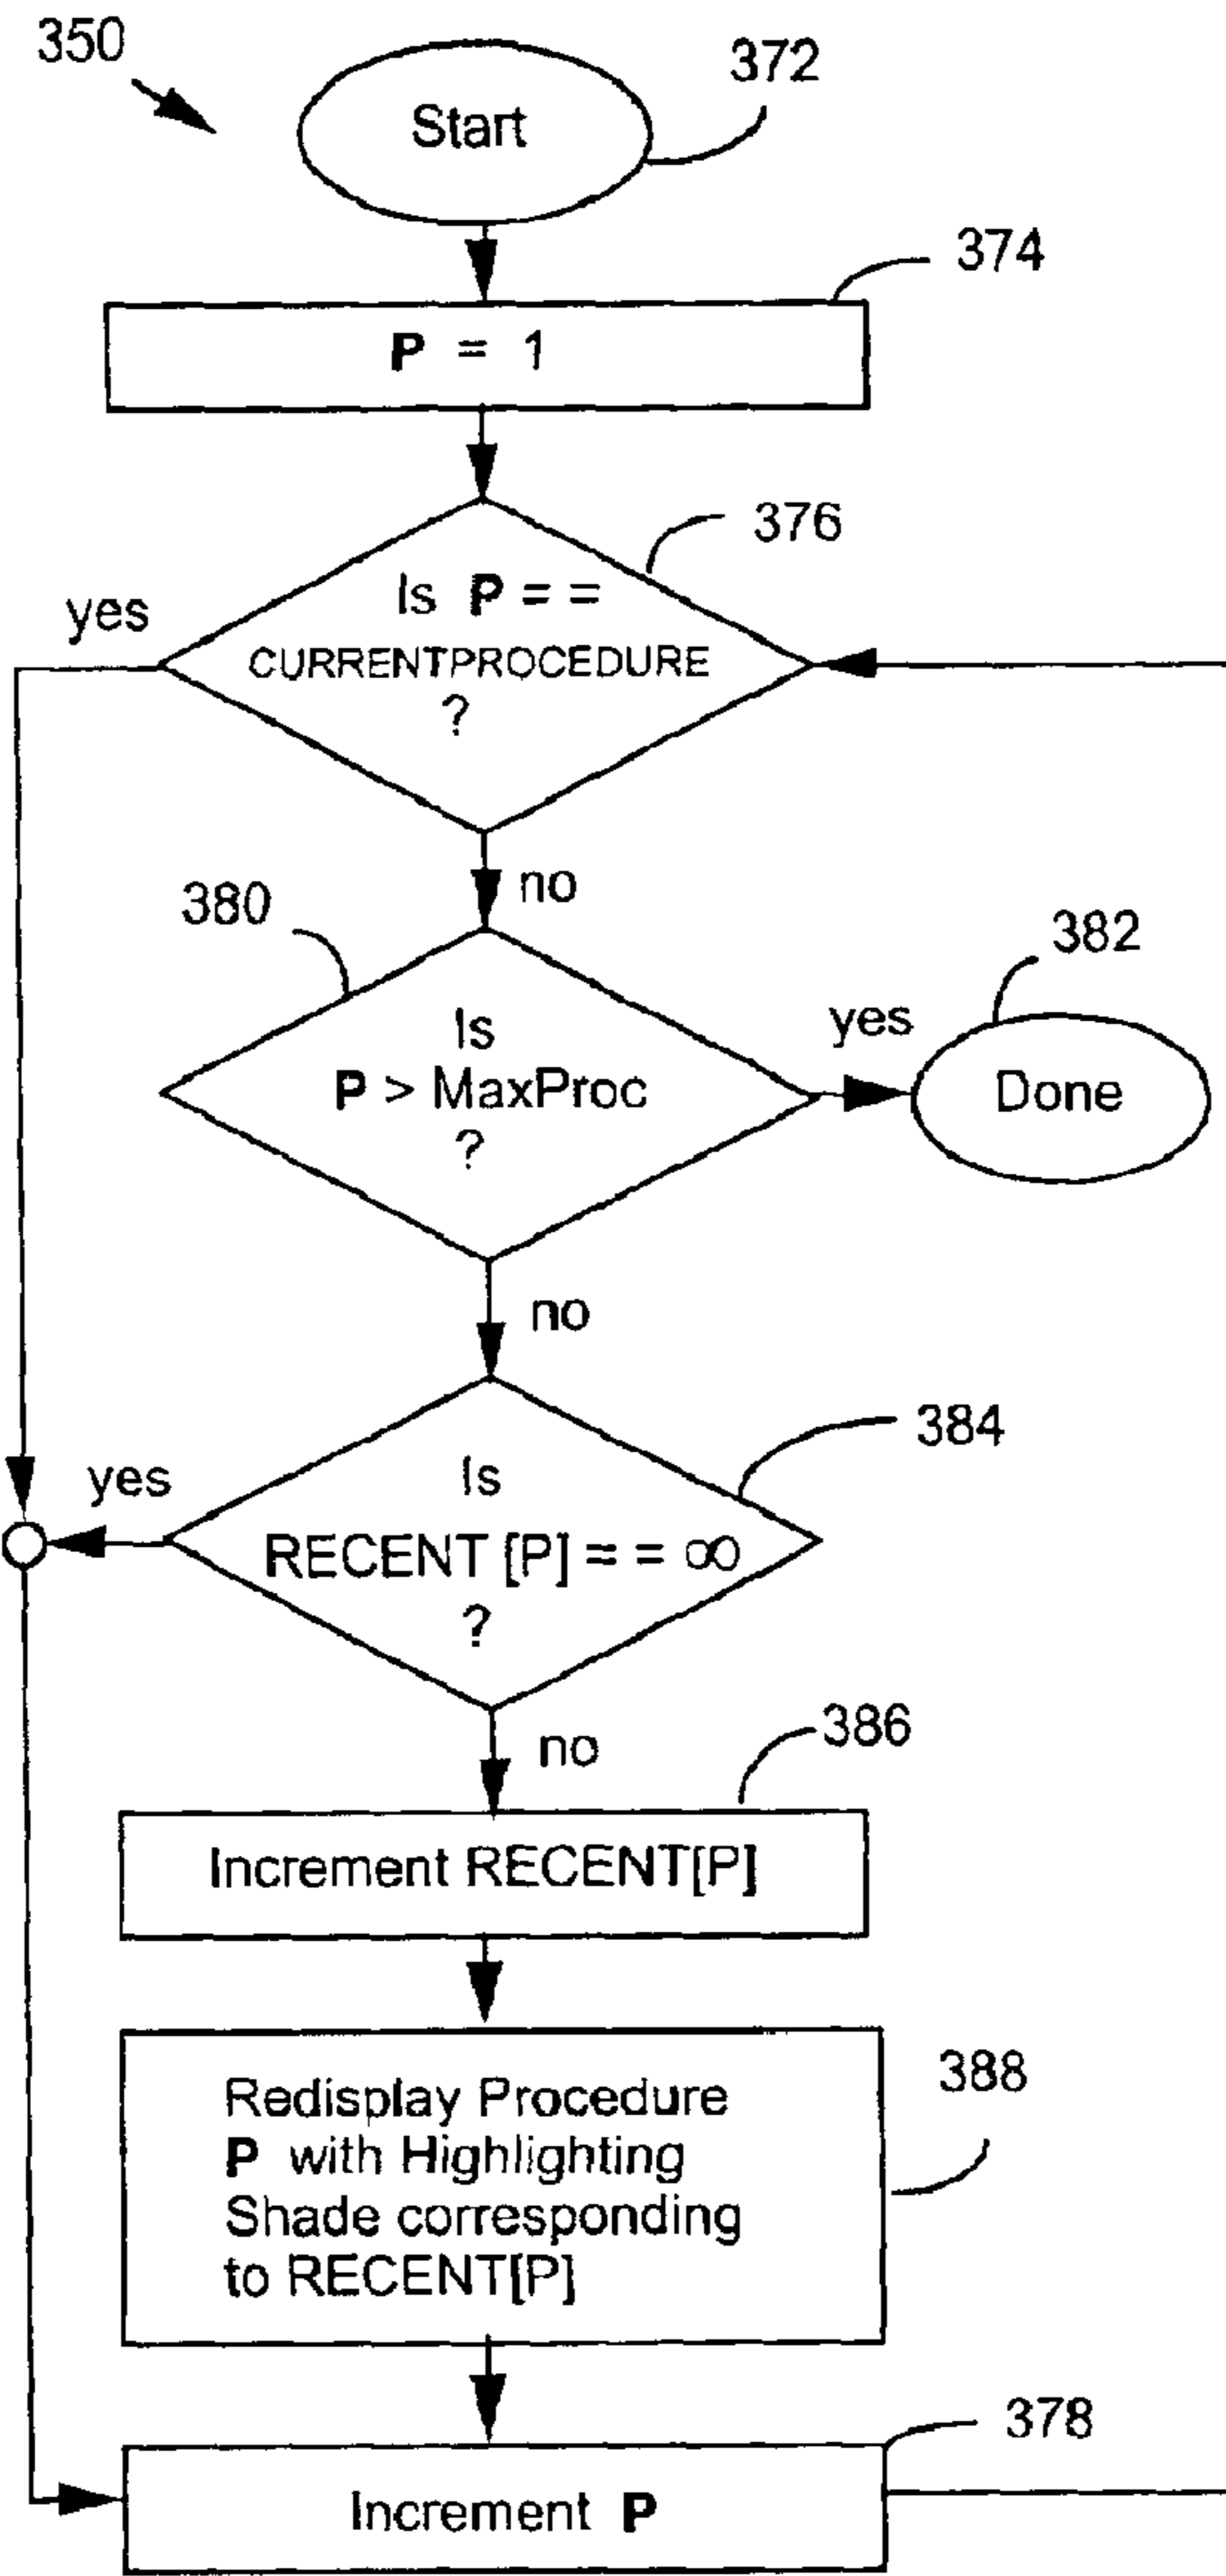 350
372
Start
374
P = 1
376
Is P = =
CURRENTPROCEDURE
?
yes
no
380
382
Is
P > MaxProc
?
yes
Done
no
384
yes
Is
RECENT [P] = = ∞
?
no
386
Increment RECENT[P]
388
Redisplay Procedure
P with Highlighting
Shade corresponding
to RECENT[P]
378
Increment P